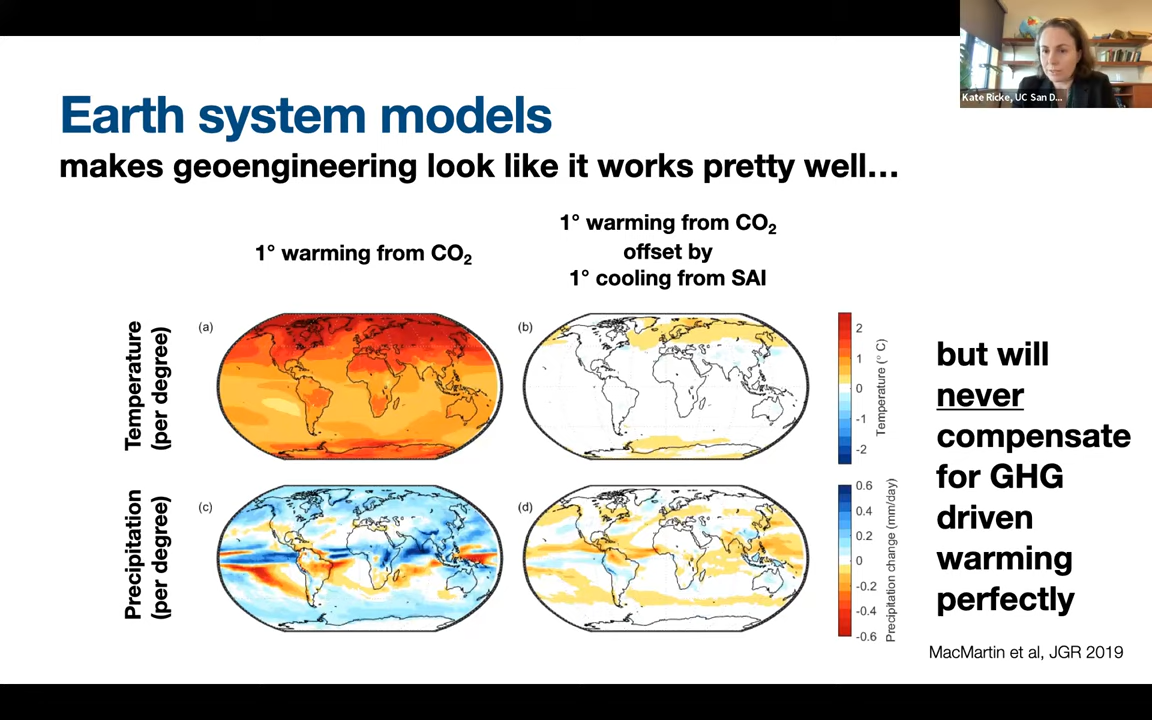 Kate Ricke, UC San D...
Earth system models
makes geoengineering look like it works pretty well...
1° warming from CO₂
1° warming from CO₂
offset by
1° cooling from SAI
Temperature
(per degree)
(a)
(b)
2
1
0
-1
-2
Temperature (° C)
Precipitation
(per degree)
(c)
(d)
0.6
0.4
0.2
0
-0.2
-0.4
-0.6
Precipitation change (mm/day)
but will
never
compensate
for GHG
driven
warming
perfectly
MacMartin et al, JGR 2019